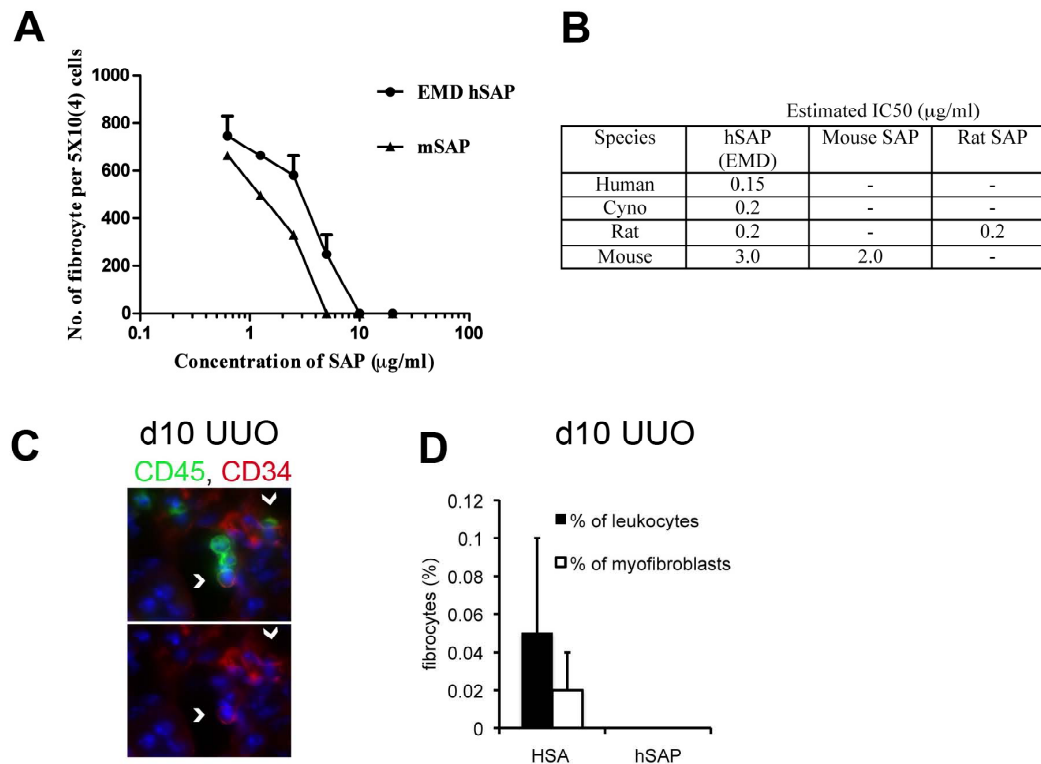 A
No. of fibrocyte per 5X10(4) cells
1000
800
600
400
200
0
0.1 1 10 100
Concentration of SAP (μg/ml)
EMD hSAP
mSAP
B
Estimated IC50 (μg/ml)
Species hSAP (EMD) Mouse SAP Rat SAP
Human 0.15 - -
Cyno 0.2 - -
Rat 0.2 - 0.2
Mouse 3.0 2.0 -
C
d10 UUO
CD45, CD34
D
d10 UUO
fibrocytes (%)
0.12
0.1
0.08
0.06
0.04
0.02
0
% of leukocytes
% of myofibroblasts
HSA hSAP